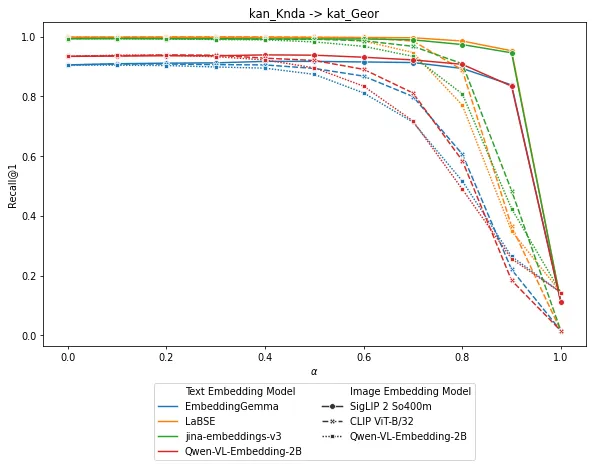 kan_Knda -> kat_Geor
Recall@1
1.0
0.8
0.6
0.4
0.2
0.0
0.0 0.2 0.4 0.6 0.8 1.0
α
Text Embedding Model
EmbeddingGemma
LaBSE
jina-embeddings-v3
Qwen-VL-Embedding-2B
Image Embedding Model
SigLIP 2 So400m
CLIP ViT-B/32
Qwen-VL-Embedding-2B